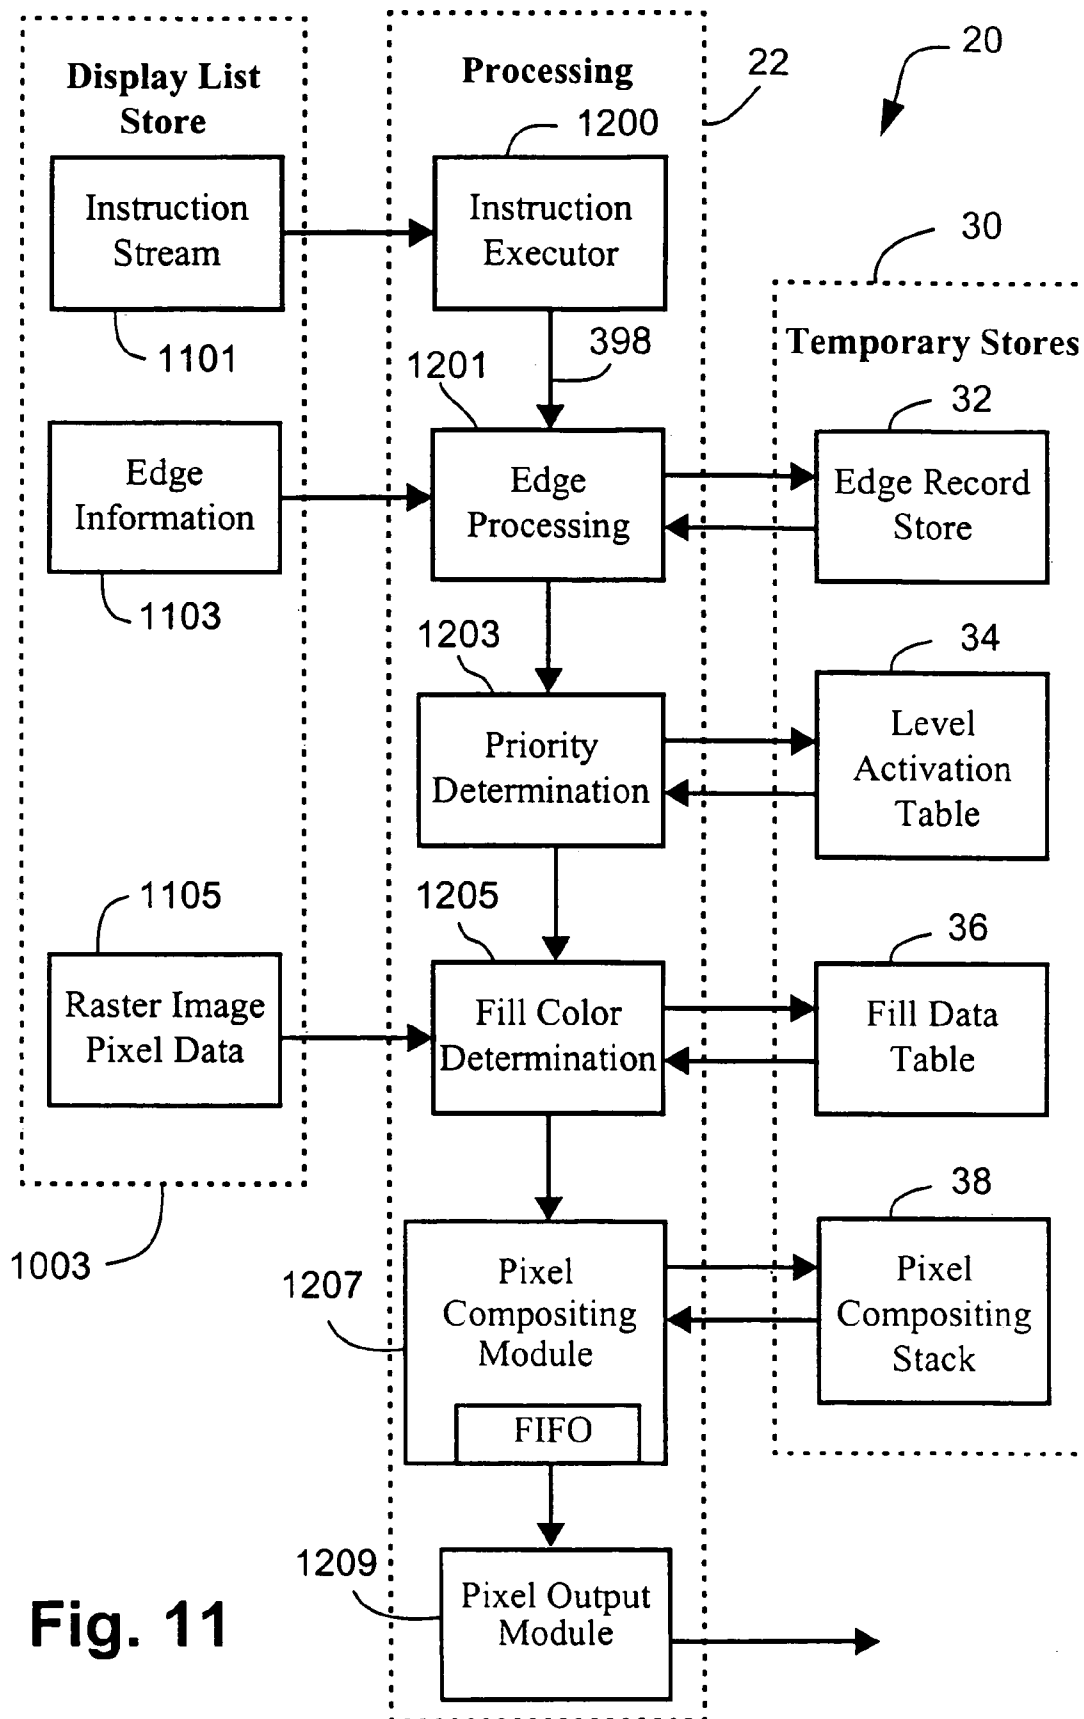 20
Display List
Store
Processing
22
1200
Instruction
Stream
Instruction
Executor
30
1101
398
1201
Temporary Stores
32
Edge
Information
Edge
Processing
Edge Record
Store
1103
1203
34
Priority
Determination
Level
Activation
Table
1105
1205
36
Raster Image
Pixel Data
Fill Color
Determination
Fill Data
Table
38
1003
1207
Pixel
Compositing
Module
Pixel
Compositing
Stack
FIFO
1209
Pixel Output
Module
Fig. 11